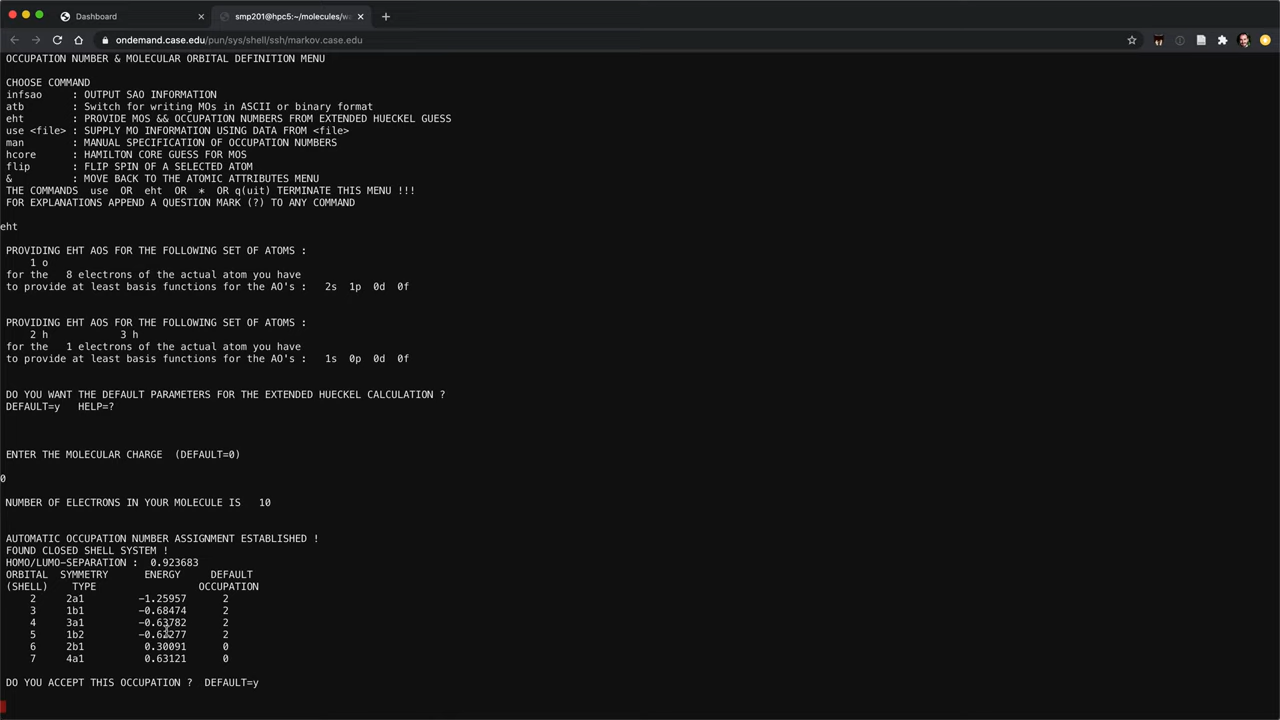 Dashboard
smp201@hpc5:~/molecules/wa
ondemand.case.edu/pun/sys/shell/ssh/markov.case.edu
OCCUPATION NUMBER & MOLECULAR ORBITAL DEFINITION MENU
CHOOSE COMMAND
infsao : OUTPUT SAO INFORMATION
atb : Switch for writing MOs in ASCII or binary format
eht : PROVIDE MOS && OCCUPATION NUMBERS FROM EXTENDED HUECKEL GUESS
use <file> : SUPPLY MO INFORMATION USING DATA FROM <file>
man : MANUAL SPECIFICATION OF OCCUPATION NUMBERS
hcore : HAMILTON CORE GUESS FOR MOS
flip : FLIP SPIN OF A SELECTED ATOM
& : MOVE BACK TO THE ATOMIC ATTRIBUTES MENU
THE COMMANDS use OR eht OR * OR q(uit) TERMINATE THIS MENU !!!
FOR EXPLANATIONS APPEND A QUESTION MARK (?) TO ANY COMMAND
eht
PROVIDING EHT AOS FOR THE FOLLOWING SET OF ATOMS :
1 o
for the 8 electrons of the actual atom you have
to provide at least basis functions for the AO's : 2s 1p 0d 0f
PROVIDING EHT AOS FOR THE FOLLOWING SET OF ATOMS :
2 h 3 h
for the 1 electrons of the actual atom you have
to provide at least basis functions for the AO's : 1s 0p 0d 0f
DO YOU WANT THE DEFAULT PARAMETERS FOR THE EXTENDED HUECKEL CALCULATION ?
DEFAULT=y HELP=?
ENTER THE MOLECULAR CHARGE (DEFAULT=0)
0
NUMBER OF ELECTRONS IN YOUR MOLECULE IS 10
AUTOMATIC OCCUPATION NUMBER ASSIGNMENT ESTABLISHED !
FOUND CLOSED SHELL SYSTEM !
HOMO/LUMO-SEPARATION : 0.923683
ORBITAL SYMMETRY ENERGY DEFAULT
(SHELL) TYPE OCCUPATION
2 2a1 -1.25957 2
3 1b1 -0.68474 2
4 3a1 -0.63782 2
5 1b2 -0.62277 2
6 2b1 0.30091 0
7 4a1 0.63121 0
DO YOU ACCEPT THIS OCCUPATION ? DEFAULT=y